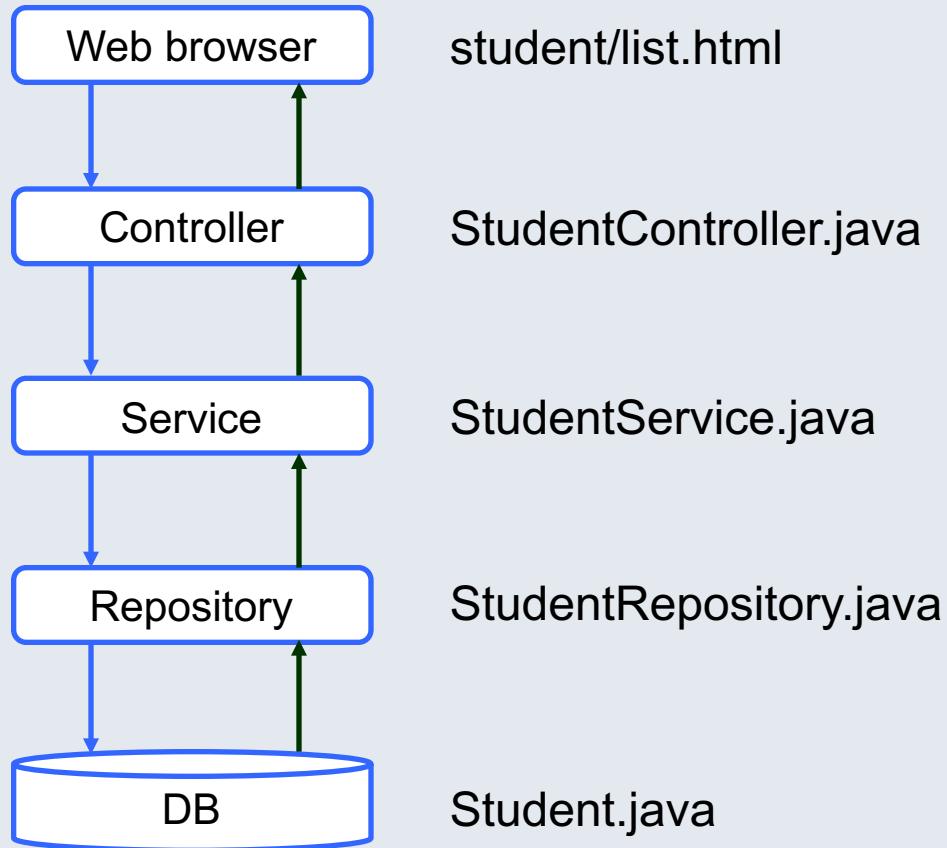 Web browser student/list.html
Controller StudentController.java
Service StudentService.java
Repository StudentRepository.java
DB Student.java